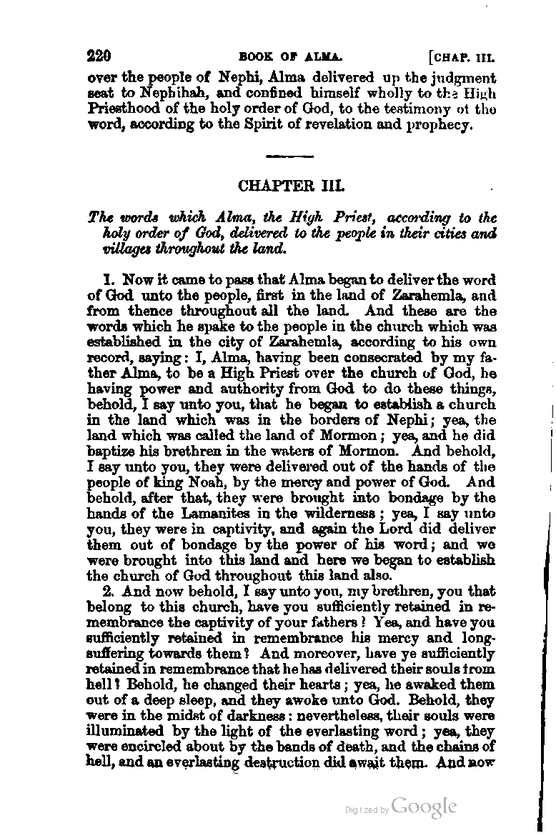 220 BOOK OF ALMA. [CHAP. III.
over the people of Nephi, Alma delivered up the judgment
seat to Nephihah, and confined himself wholly to the High
Priesthood of the holy order of God, to the testimony of the
word, according to the Spirit of revelation and prophecy.
CHAPTER III.
The words which Alma, the High Priest, according to the
holy order of God, delivered to the people in their cities and
villages throughout the land.
1. Now it came to pass that Alma began to deliver the word
of God unto the people, first in the land of Zarahemla, and
from thence throughout all the land. And these are the
words which he spake to the people in the church which was
established in the city of Zarahemla, according to his own
record, saying: I, Alma, having been consecrated by my fa-
ther Alma, to be a High Priest over the church of God, he
having power and authority from God to do these things,
behold, I say unto you, that he began to establish a church
in the land which was in the borders of Nephi; yea, the
land which was called the land of Mormon; yea, and he did
baptize his brethren in the waters of Mormon. And behold,
I say unto you, they were delivered out of the hands of the
people of king Noah, by the mercy and power of God. And
behold, after that, they were brought into bondage by the
hands of the Lamanites in the wilderness; yea, I say unto
you, they were in captivity, and again the Lord did deliver
them out of bondage by the power of his word; and we
were brought into this land and here we began to establish
the church of God throughout this land also.
2. And now behold, I say unto you, my brethren, you that
belong to this church, have you sufficiently retained in re-
membrance the captivity of your fathers? Yea, and have you
sufficiently retained in remembrance his mercy and long-
suffering towards them? And moreover, have ye sufficiently
retained in remembrance that he has delivered their souls from
hell? Behold, he changed their hearts; yea, he awaked them
out of a deep sleep, and they awoke unto God. Behold, they
were in the midst of darkness: nevertheless, their souls were
illuminated by the light of the everlasting word; yea, they
were encircled about by the bands of death, and the chains of
hell, and an everlasting destruction did await them. And now
Digitized by Google